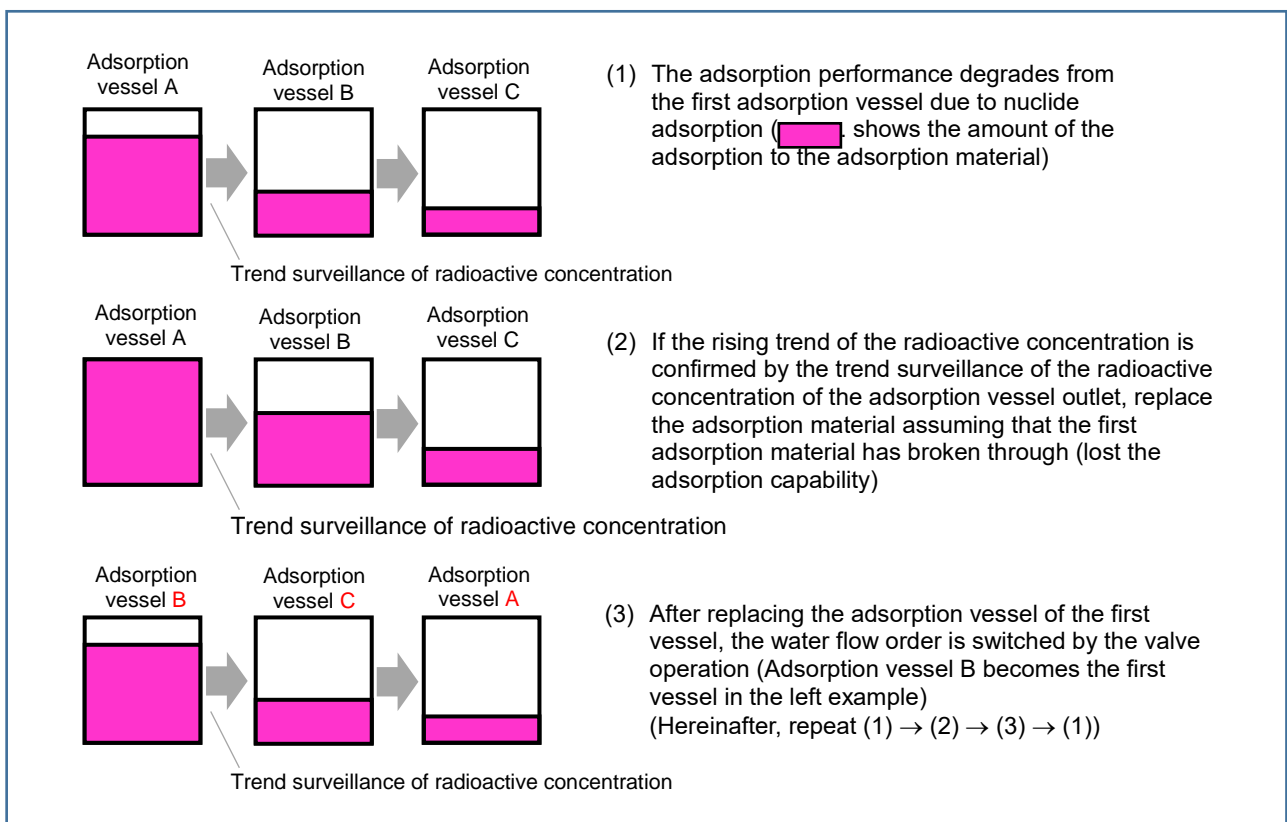 Adsorption
vessel A
Adsorption
vessel B
Adsorption
vessel C
(1) The adsorption performance degrades from
the first adsorption vessel due to nuclide
adsorption ( . shows the amount of the
adsorption to the adsorption material)
Trend surveillance of radioactive concentration
Adsorption
vessel A
Adsorption
vessel B
Adsorption
vessel C
(2) If the rising trend of the radioactive concentration is
confirmed by the trend surveillance of the radioactive
concentration of the adsorption vessel outlet, replace
the adsorption material assuming that the first
adsorption material has broken through (lost the
adsorption capability)
Trend surveillance of radioactive concentration
Adsorption
vessel B
Adsorption
vessel C
Adsorption
vessel A
(3) After replacing the adsorption vessel of the first
vessel, the water flow order is switched by the valve
operation (Adsorption vessel B becomes the first
vessel in the left example)
(Hereinafter, repeat (1) → (2) → (3) → (1))
Trend surveillance of radioactive concentration